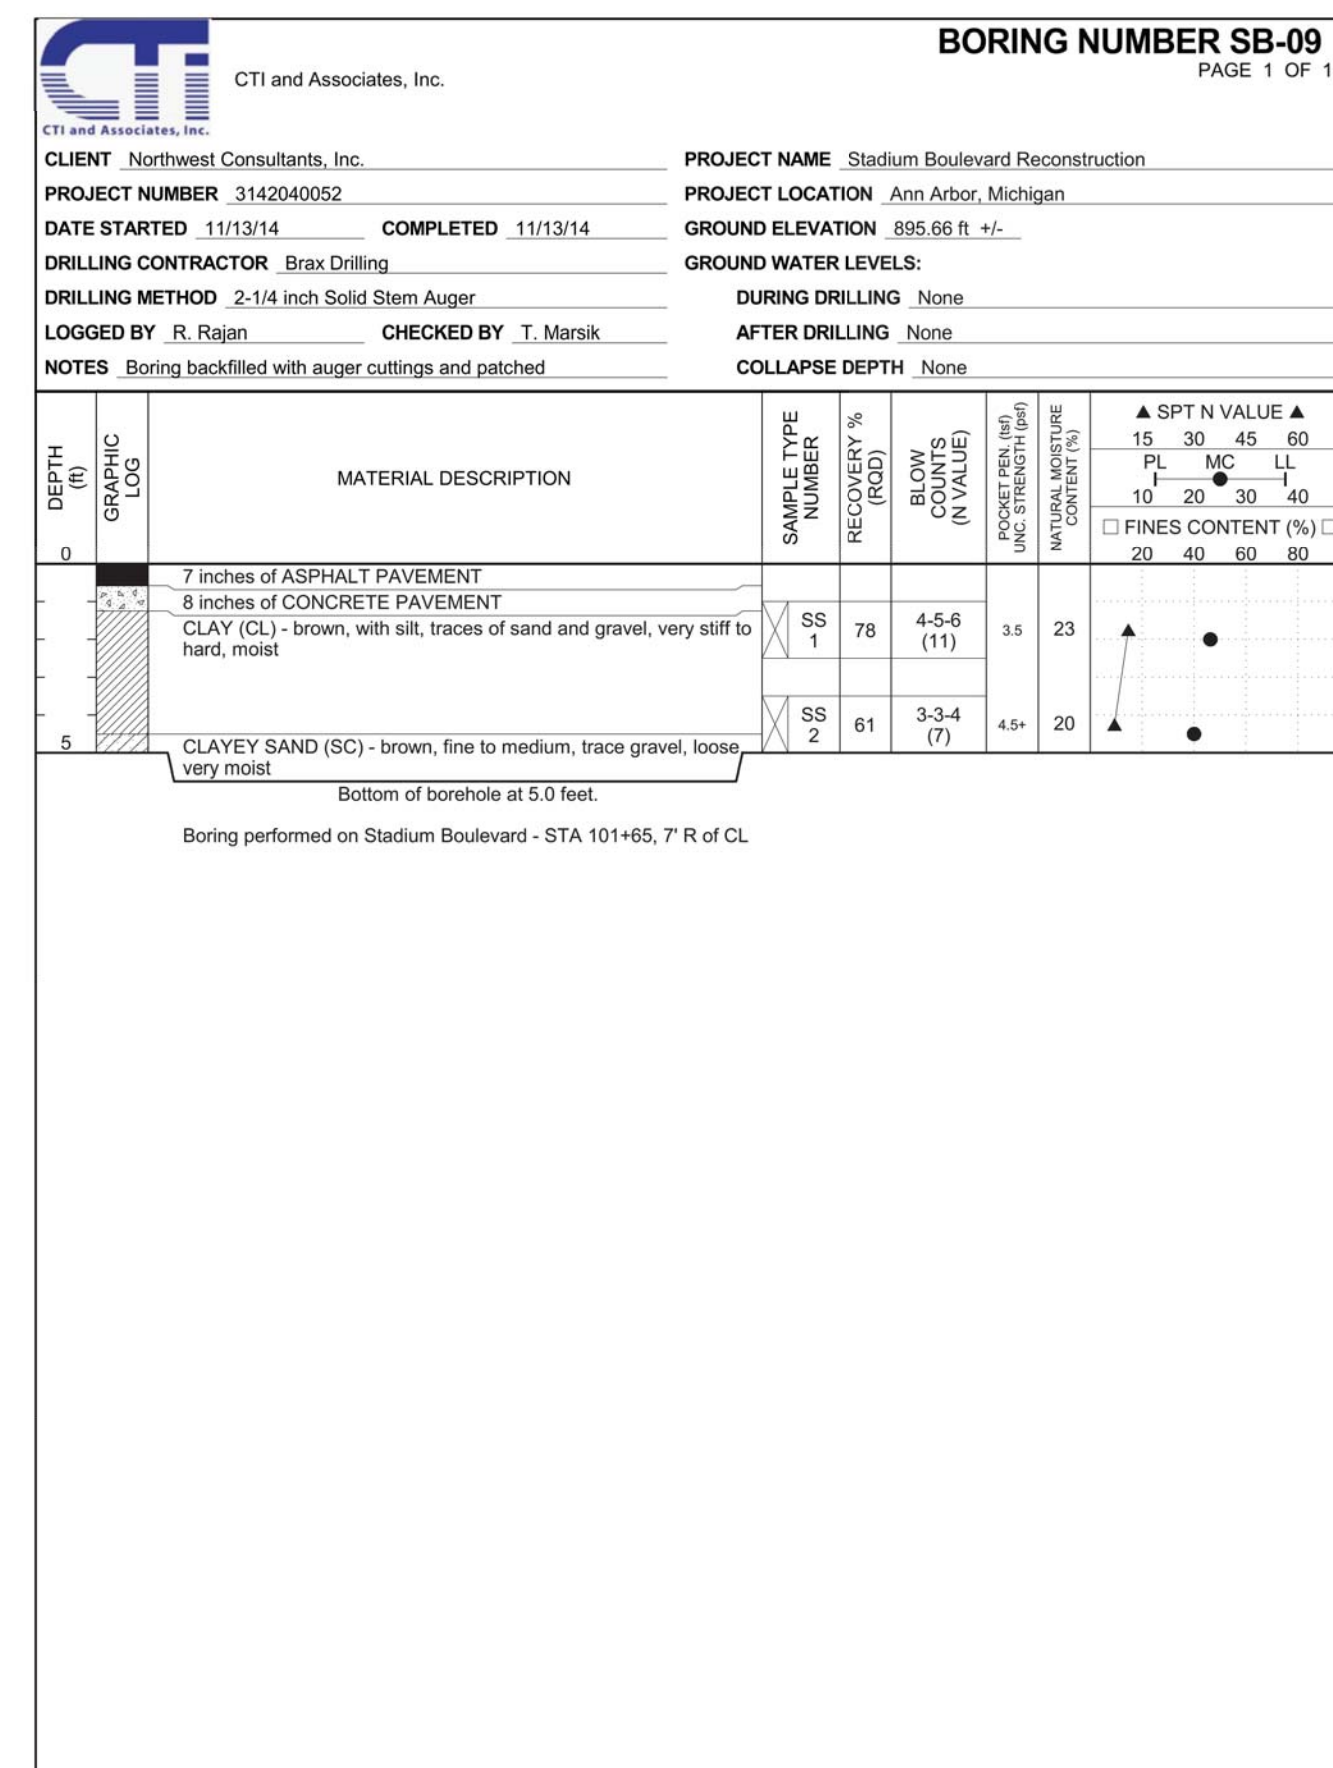 BORING NUMBER SB-09
PAGE 1 OF 1
CTI and Associates, Inc.
CTi
CTI and Associates, Inc.
CLIENT Northwest Consultants, Inc.
PROJECT NAME Stadium Boulevard Reconstruction
PROJECT NUMBER 3142040052
PROJECT LOCATION Ann Arbor, Michigan
DATE STARTED 11/13/14 COMPLETED 11/13/14
GROUND ELEVATION 895.66 ft +/-
DRILLING CONTRACTOR Brax Drilling
GROUND WATER LEVELS:
DRILLING METHOD 2-1/4 inch Solid Stem Auger
DURING DRILLING None
LOGGED BY R. Rajan CHECKED BY T. Marsik
AFTER DRILLING None
NOTES Boring backfilled with auger cuttings and patched
COLLAPSE DEPTH None
DEPTH
(ft)
GRAPHIC
LOG
MATERIAL DESCRIPTION
SAMPLE TYPE
NUMBER
RECOVERY %
(RQD)
BLOW
COUNTS
(N VALUE)
POCKET PEN. (tsf)
UNC. STRENGTH (psf)
NATURAL MOISTURE
CONTENT (%)
▲ SPT N VALUE ▲
15 30 45 60
PL MC LL
10 20 30 40
□ FINES CONTENT (%) □
20 40 60 80
0
7 inches of ASPHALT PAVEMENT
8 inches of CONCRETE PAVEMENT
CLAY (CL) - brown, with silt, traces of sand and gravel, very stiff to
hard, moist
SS
1
78
4-5-6
(11)
3.5
23
SS
2
61
3-3-4
(7)
4.5+
20
5
CLAYEY SAND (SC) - brown, fine to medium, trace gravel, loose,
very moist
Bottom of borehole at 5.0 feet.
Boring performed on Stadium Boulevard - STA 101+65, 7' R of CL